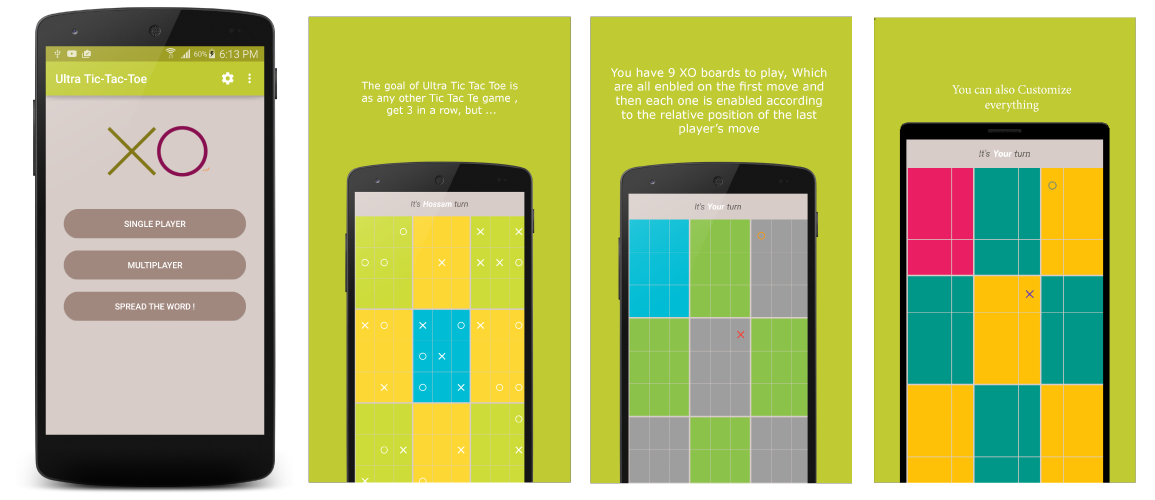 60% 6:13 PM
Ultra Tic-Tac-Toe
XO
SINGLE PLAYER
MULTIPLAYER
SPREAD THE WORD !
The goal of Ultra Tic Tac Toe is
as any other Tic Tac Te game ,
get 3 in a row, but ...
It's Hossam turn
You have 9 XO boards to play, Which
are all enbled on the first move and
then each one is enabled according
to the relative position of the last
player's move
It's Your turn
You can also Customize
everything
It's Your turn